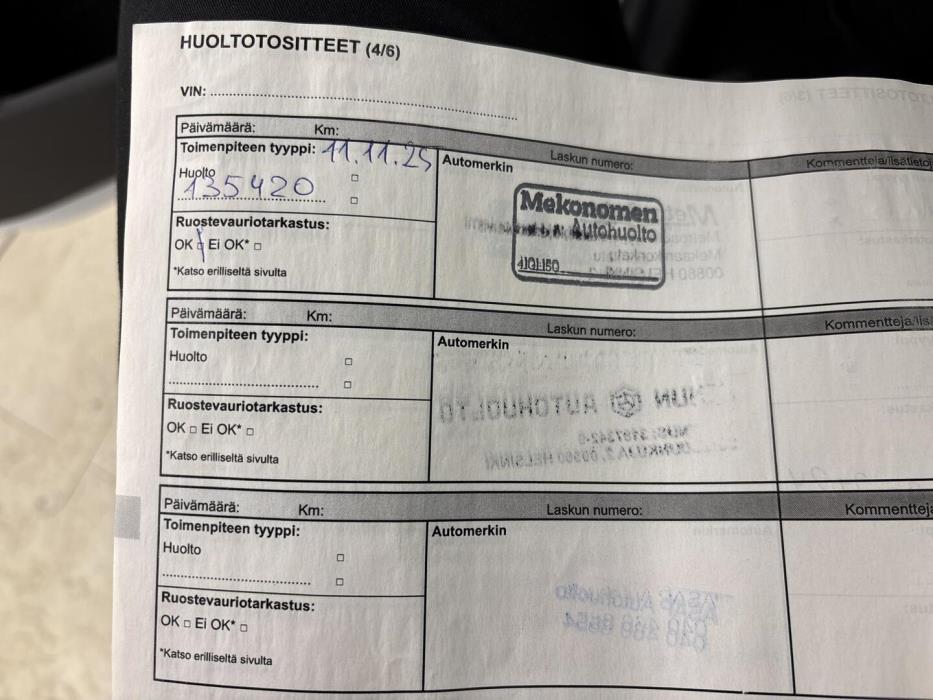 HUOLTOTOSITTEET (4/6)
VIN:
Päivämäärä: Km: Laskun numero: Kommentteja/lisätieto
Toimenpiteen tyyppi: 11.11.25 Automerkin
Huolto
135420
Mekonomen
Autohuolto
Ruostevauriotarkastus:
OK □ Ei OK* □
*Katso erilliseltä sivulta
Päivämäärä: Km: Laskun numero: Kommentteja/lis
Toimenpiteen tyyppi: Automerkin
Huolto
Ruostevauriotarkastus:
OK □ Ei OK* □
*Katso erilliseltä sivulta
Päivämäärä: Km: Laskun numero: Kommentteja
Toimenpiteen tyyppi: Automerkin
Huolto
Ruostevauriotarkastus:
OK □ Ei OK* □
*Katso erilliseltä sivulta